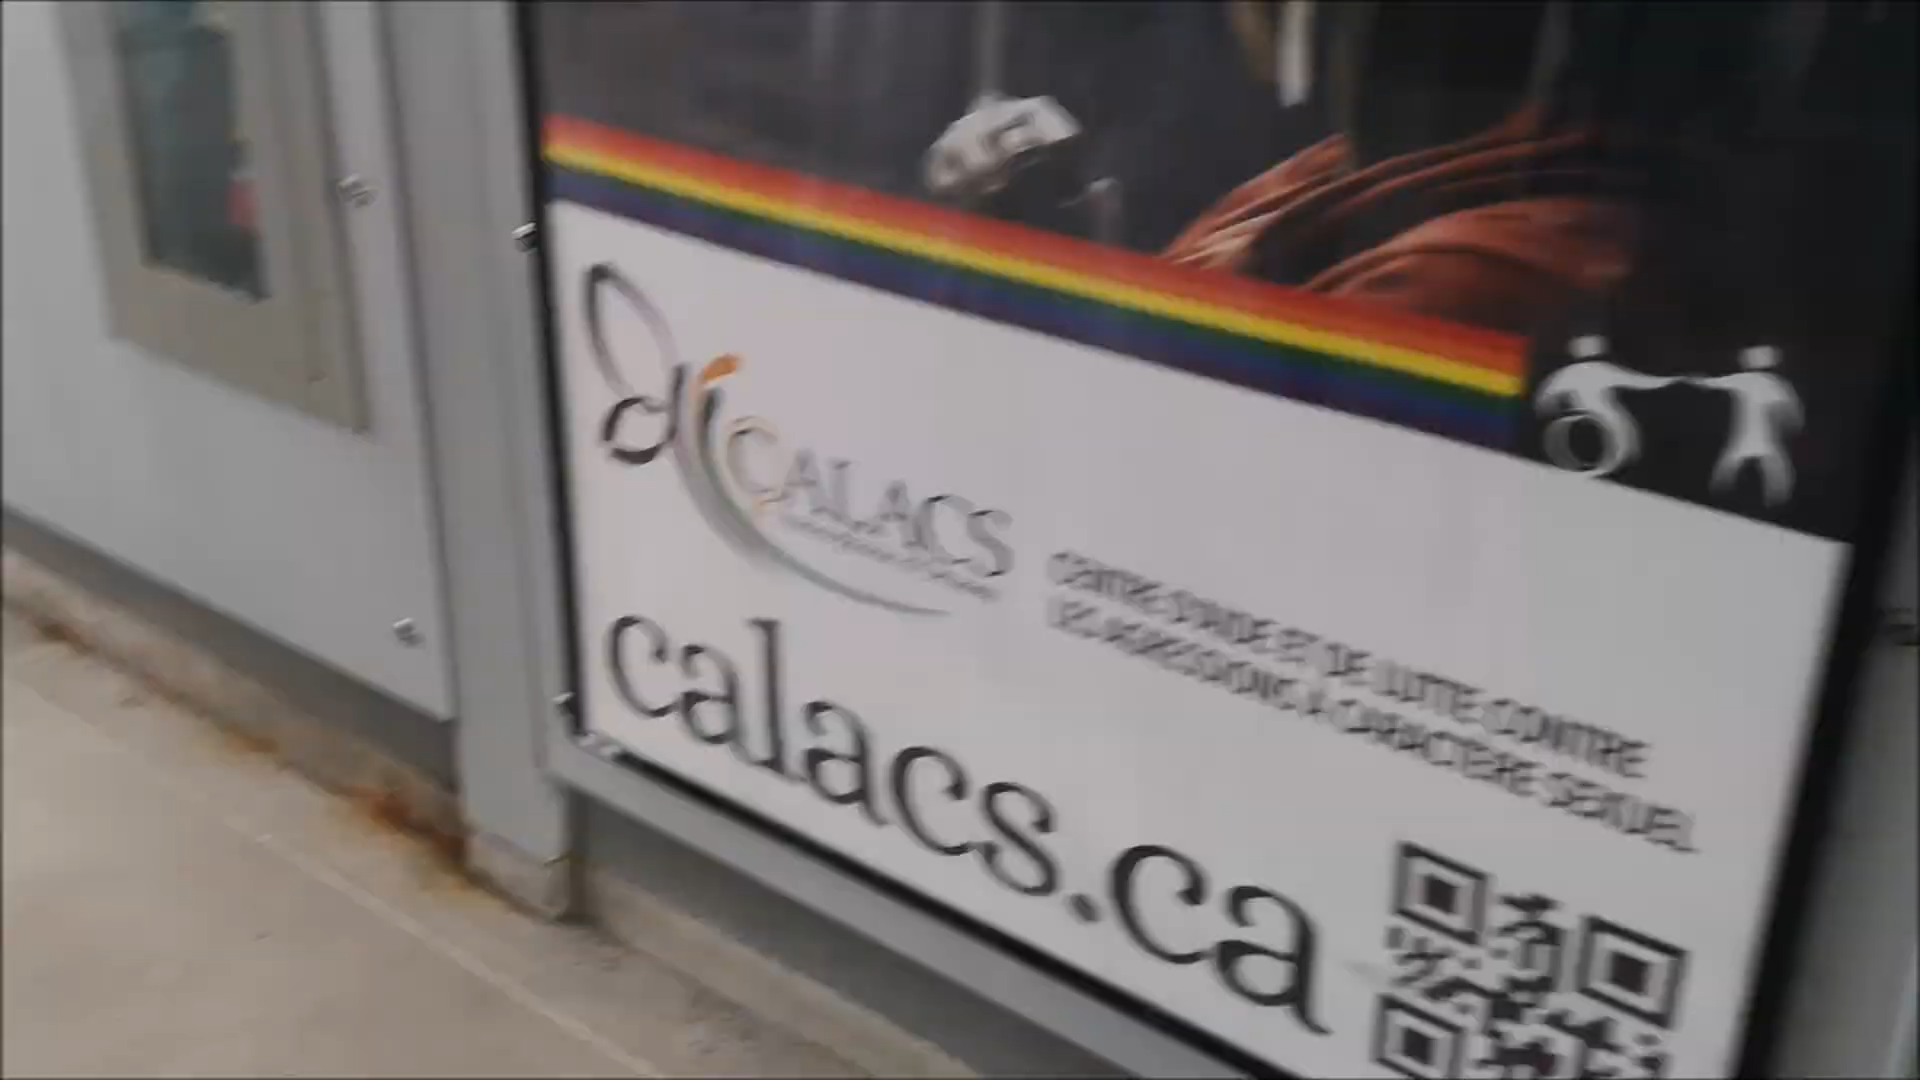 CALACS
CENTRE D'AIDE ET DE LUTTE CONTRE
LES AGRESSIONS À CARACTÈRE SEXUEL
calacs.ca